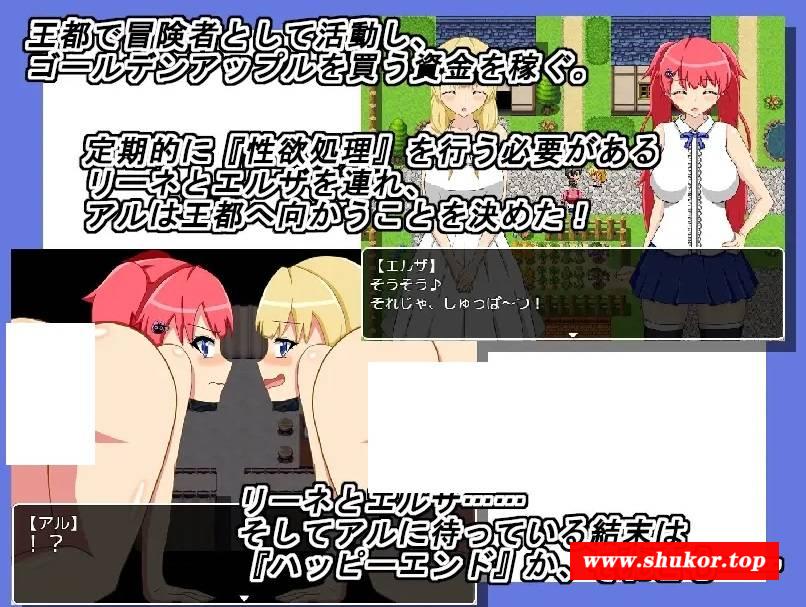 王都で冒険者として活動し、
ゴールデンアップルを買う資金を稼ぐ。
定期的に『性欲処理』を行う必要がある
リーネとエルザを連れ、
アルは王都へ向かうことを決めた！
【エルザ】
そうそう♪
それじゃ、しゅっぱ～つ！
【アル】
！？
リーネとエルザ……
そしてアルに待っている結末は
『ハッピーエンド』か、
www.shukor.top